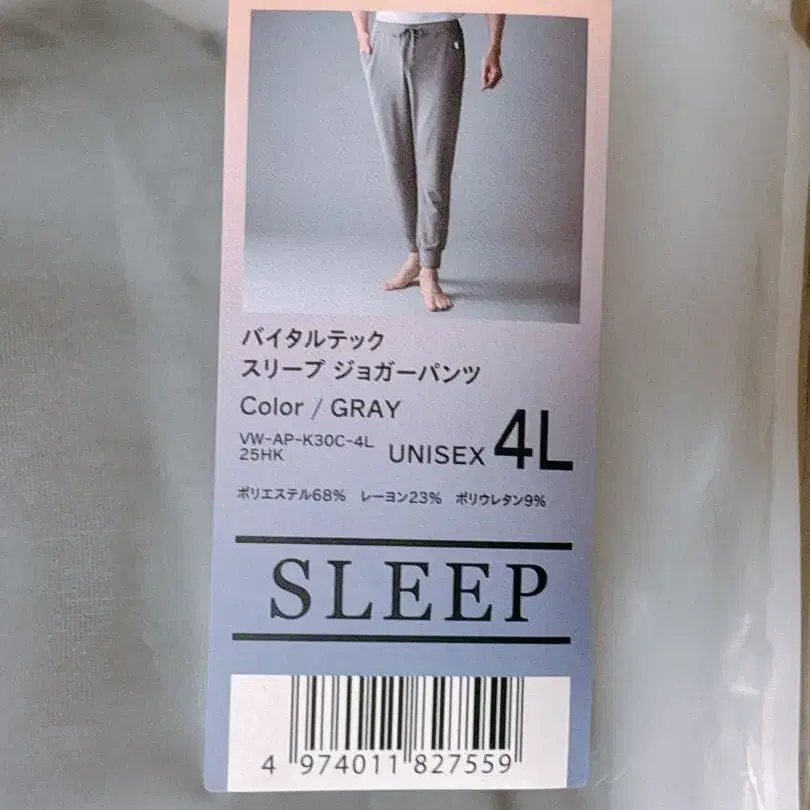 バイタルテック
スリープ ジョガーパンツ
Color / GRAY
VW-AP-K30C-4L
25HK
UNISEX 4L
ポリエステル68% レーヨン23% ポリウレタン9%
SLEEP
4 974011 827559